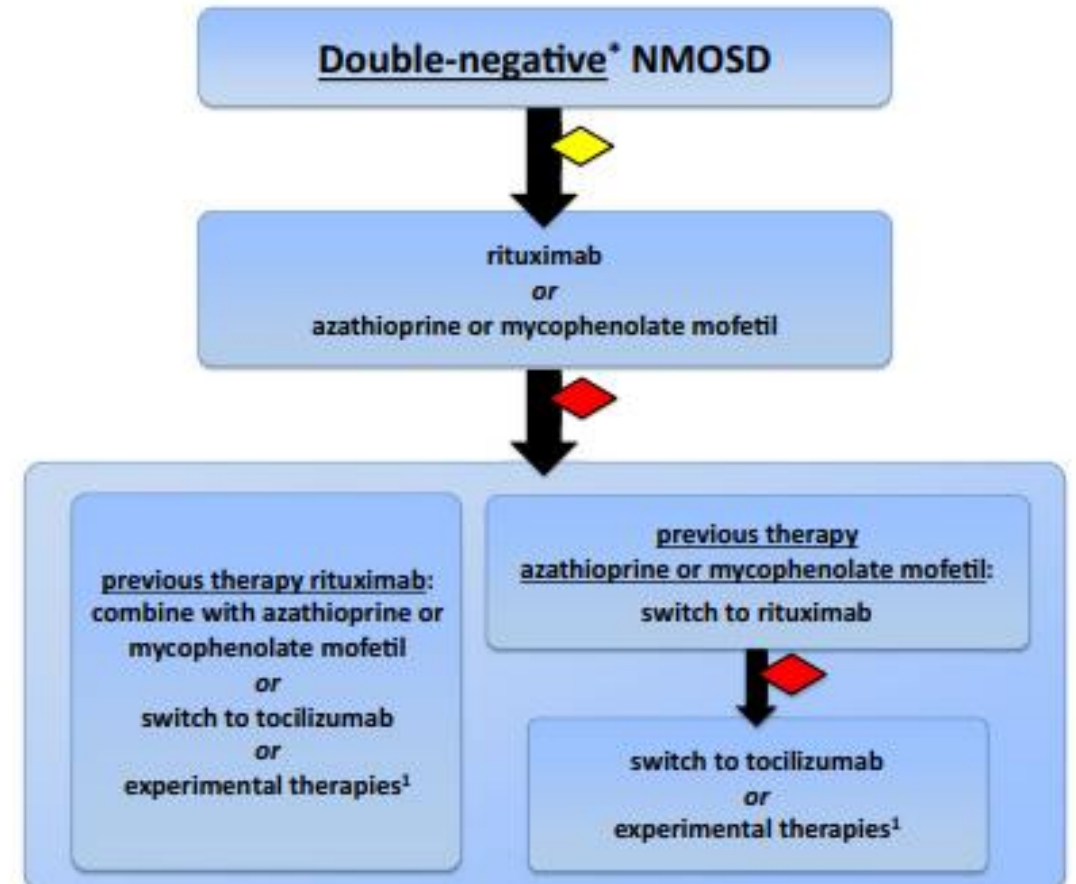 Double-negative* NMOSD
rituximab
or
azathioprine or mycophenolate mofetil
previous therapy rituximab:
combine with azathioprine or
mycophenolate mofetil
or
switch to tocilizumab
or
experimental therapies¹
previous therapy
azathioprine or mycophenolate mofetil:
switch to rituximab
switch to tocilizumab
or
experimental therapies¹